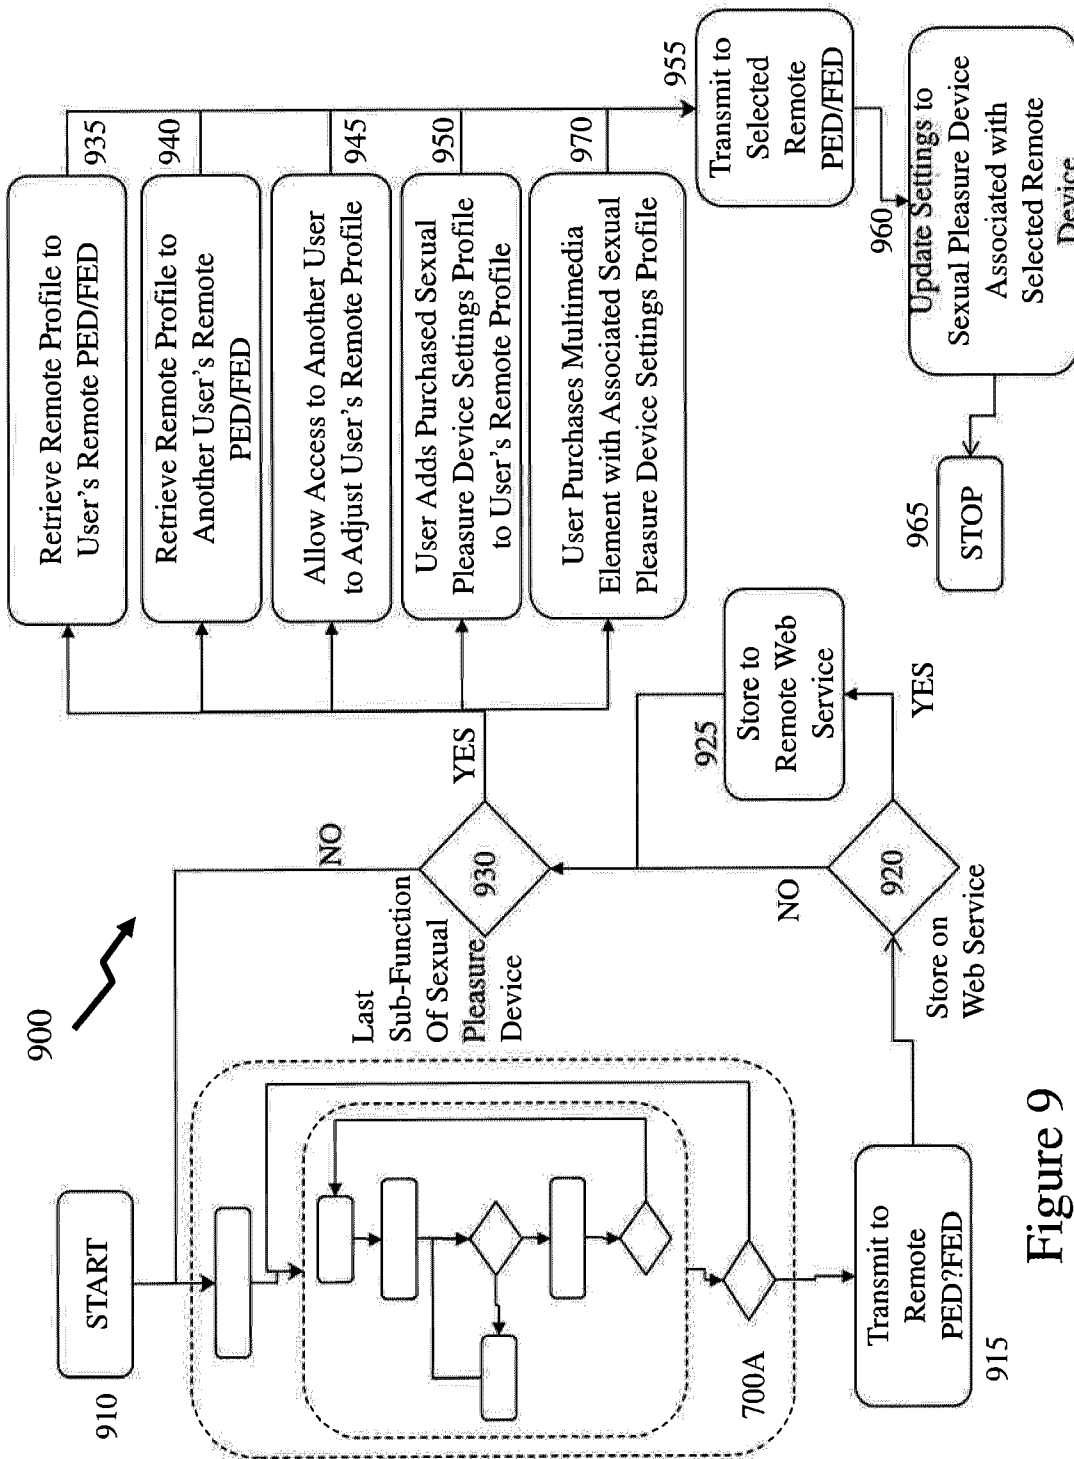 900
START
910
700A
Transmit to
Remote
PED?FED
915
Store on
Web Service
920
NO
YES
Store to
Remote Web
Service
925
Last
Sub-Function
Of Sexual
Pleasure
Device
930
NO
YES
Retrieve Remote Profile to
User's Remote PED/FED
935
Retrieve Remote Profile to
Another User's Remote
PED/FED
940
Allow Access to Another User
to Adjust User's Remote Profile
945
User Adds Purchased Sexual
Pleasure Device Settings Profile
to User's Remote Profile
950
User Purchases Multimedia
Element with Associated Sexual
Pleasure Device Settings Profile
970
Transmit to
Selected
Remote
PED/FED
955
Update Settings to
Sexual Pleasure Device
Associated with
Selected Remote
Device
960
STOP
965
Figure 9